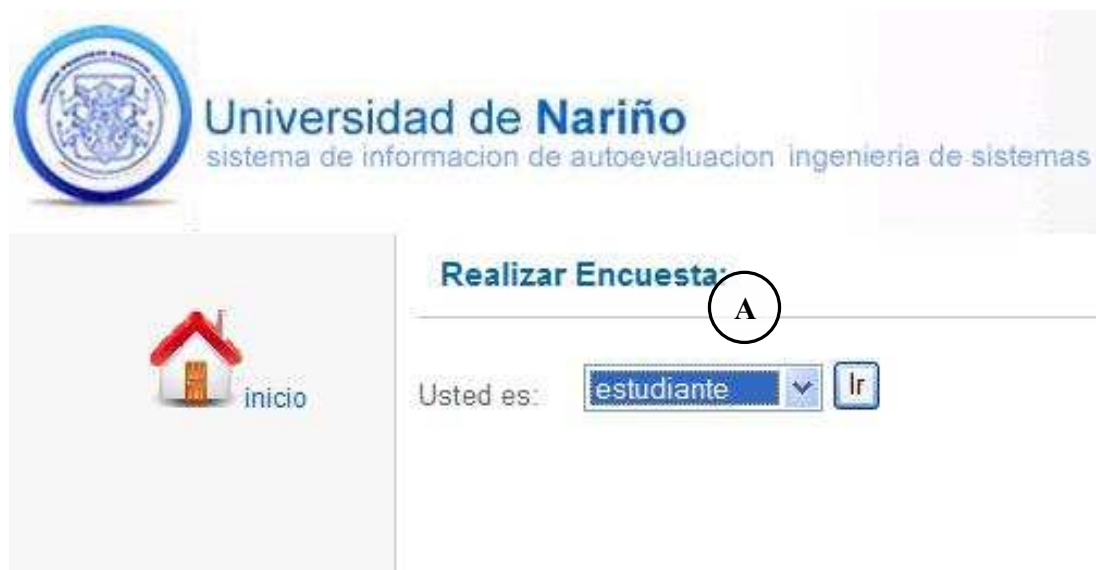 Universidad de Nariño
sistema de informacion de autoevaluacion ingenieria de sistemas
Realizar Encuesta:
A
inicio
Usted es: estudiante Ir